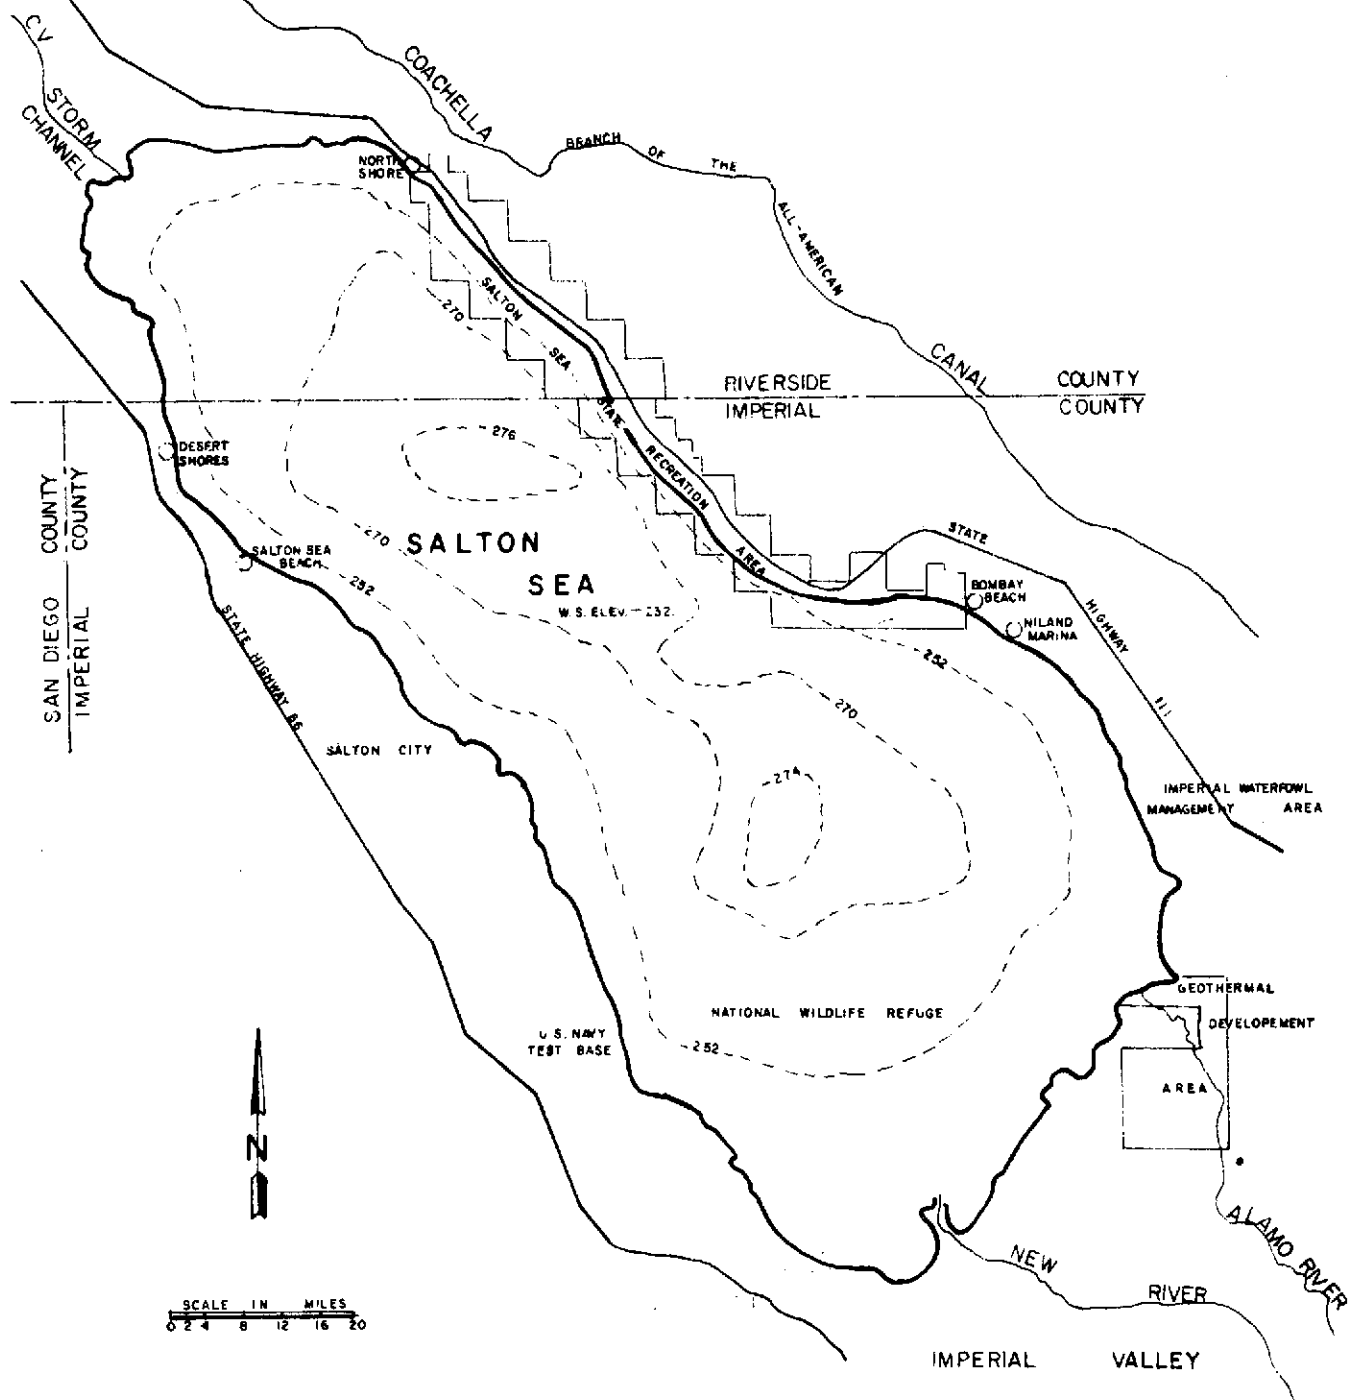 CV
STORM
CHANNEL
COACHELLA
BRANCH OF THE
ALL-AMERICAN
CANAL
NORTH
SHORE
SALTON
SEA
STATE
RECREATION
AREA
270
RIVERSIDE COUNTY
IMPERIAL COUNTY
276
DESERT
SHORES
SAN DIEGO COUNTY
IMPERIAL COUNTY
270
SALTON
SEA
W.S. ELEV. -232.
SALTON SEA
BEACH
252
STATE HIGHWAY 86
STATE
HIGHWAY
111
BOMBAY
BEACH
NILAND
MARINA
252
270
SALTON CITY
274
IMPERIAL WATERFOWL
MANAGEMENT AREA
GEOTHERMAL
DEVELOPEMENT
AREA
NATIONAL WILDLIFE REFUGE
U.S. NAVY
TEST BASE
252
N
ALAMO RIVER
NEW
RIVER
SCALE IN MILES
0 2 4 8 12 16 20
IMPERIAL VALLEY